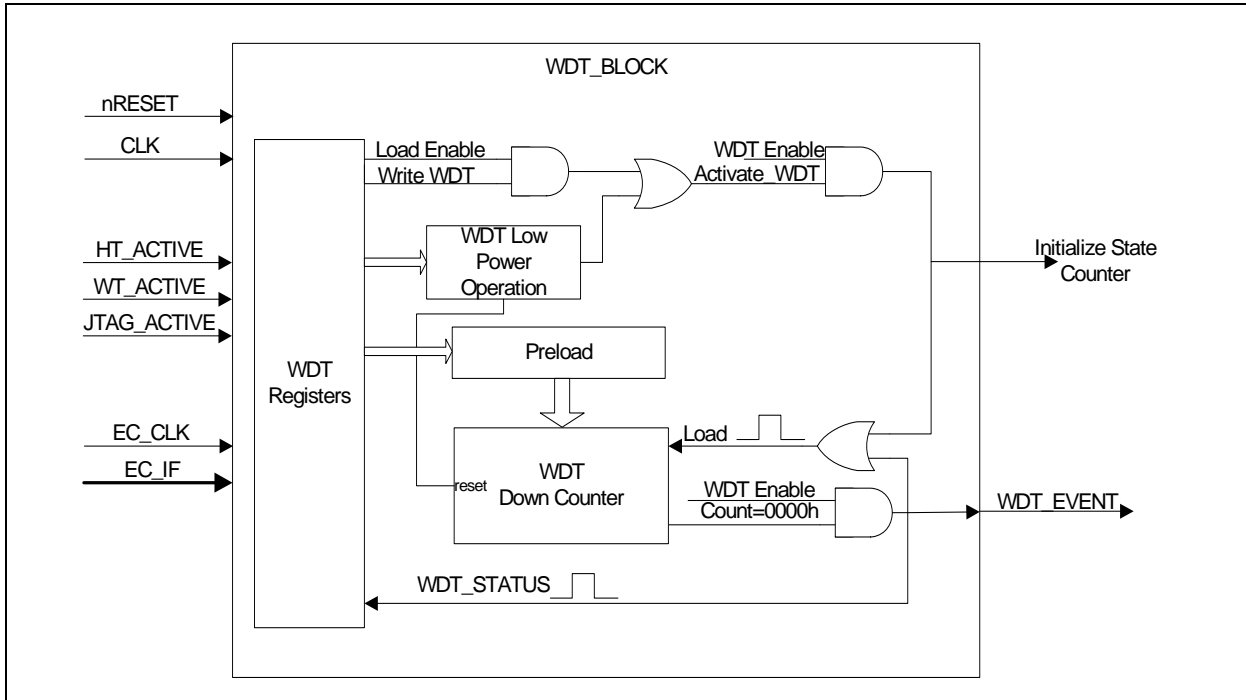 WDT_BLOCK
nRESET
CLK
HT_ACTIVE
WT_ACTIVE
JTAG_ACTIVE
EC_CLK
EC_IF
WDT
Registers
Load Enable
Write WDT
WDT Enable
Activate_WDT
WDT Low
Power
Operation
Initialize State
Counter
Preload
Load
WDT
Down Counter
reset
WDT Enable
Count=0000h
WDT_EVENT
WDT_STATUS